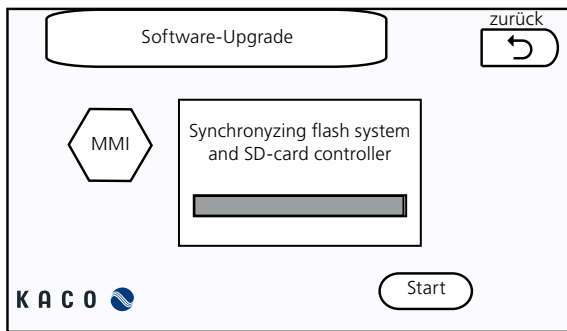 Software-Upgrade
zurück
MMI
Synchronyzing flash system
and SD-card controller
Start
KACO